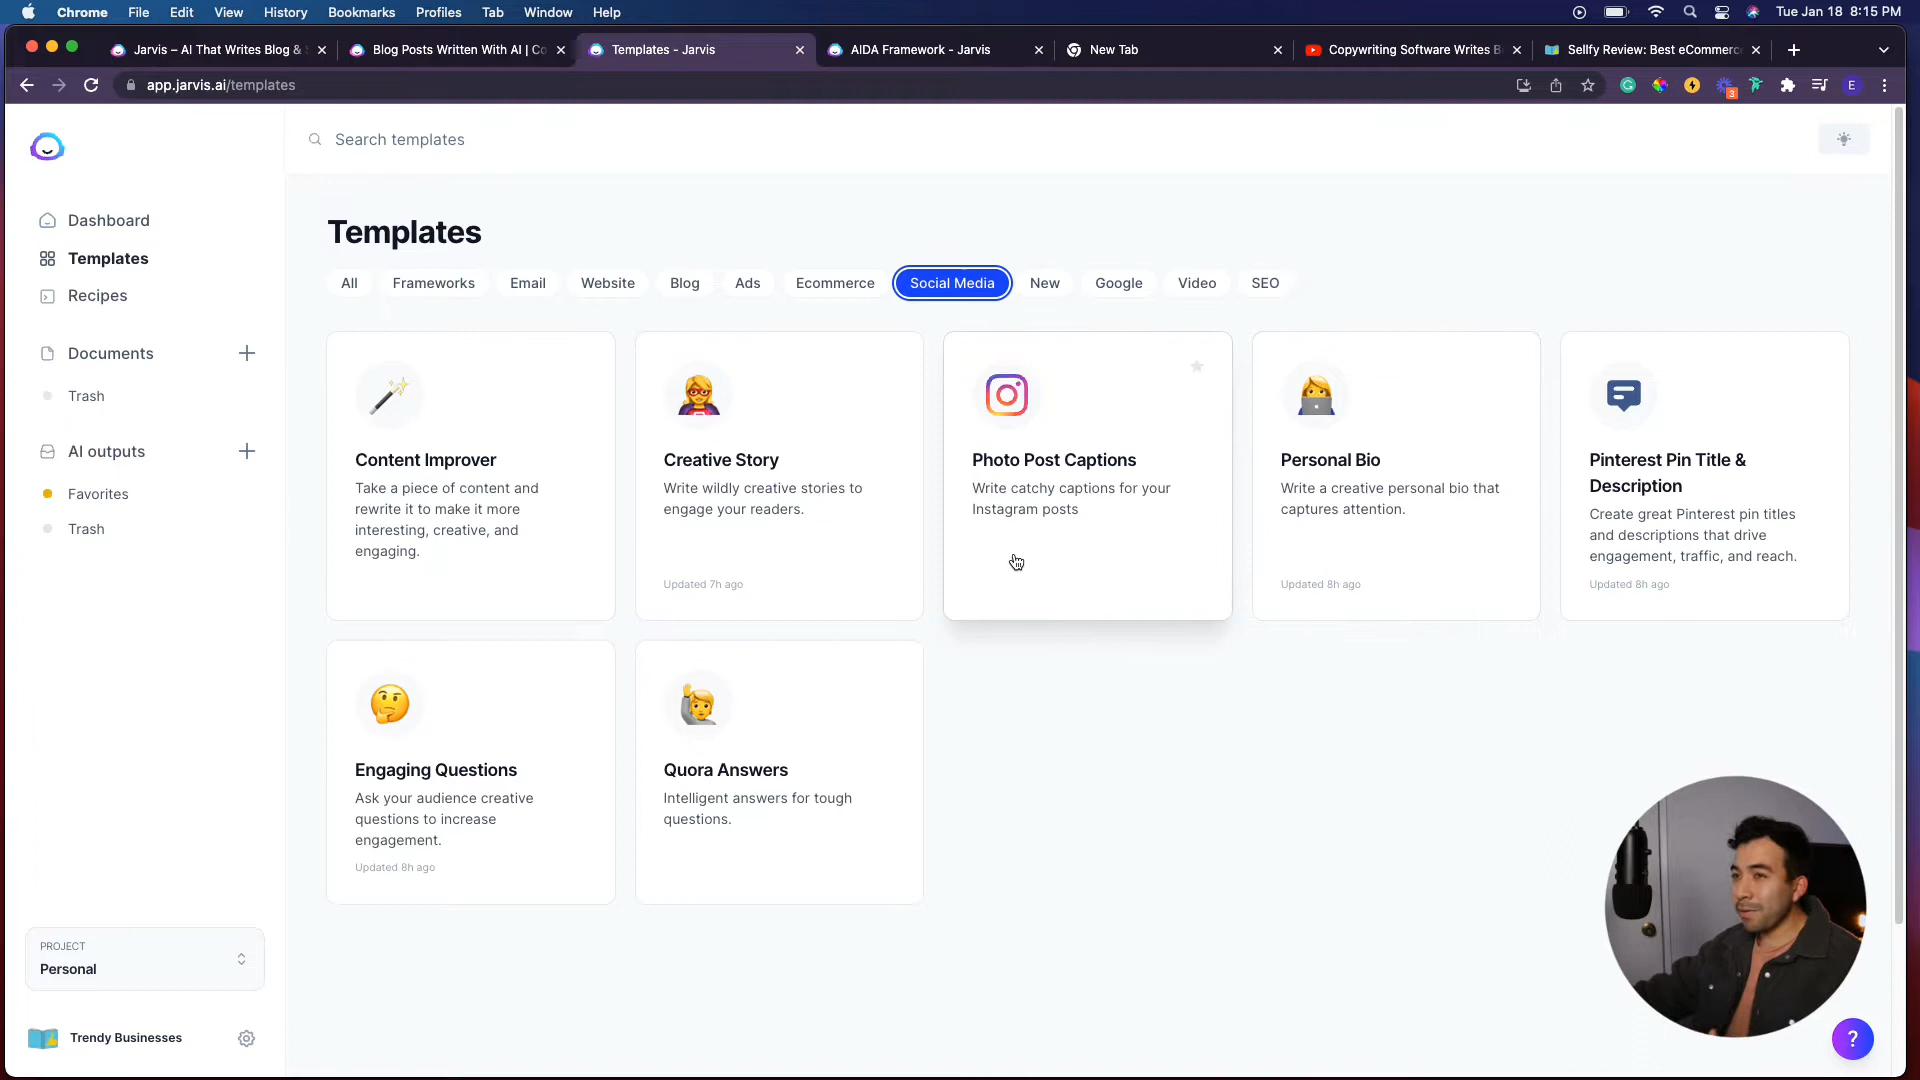 Chrome File Edit View History Bookmarks Profiles Tab Window Help Tue Jan 18 8:15 PM
Jarvis – AI That Writes Blog &
Blog Posts Written With AI | Co
Templates - Jarvis
AIDA Framework - Jarvis
New Tab
Copywriting Software Writes B
Sellfy Review: Best eCommerc
app.jarvis.ai/templates
3
E
Search templates
Dashboard
Templates
Recipes
Documents
Trash
AI outputs
Favorites
Trash
PROJECT
Personal
Trendy Businesses
Templates
All Frameworks Email Website Blog Ads Ecommerce Social Media New Google Video SEO
Content Improver
Take a piece of content and
rewrite it to make it more
interesting, creative, and
engaging.
Creative Story
Write wildly creative stories to
engage your readers.
Updated 7h ago
Photo Post Captions
Write catchy captions for your
Instagram posts
Personal Bio
Write a creative personal bio that
captures attention.
Updated 8h ago
Pinterest Pin Title &
Description
Create great Pinterest pin titles
and descriptions that drive
engagement, traffic, and reach.
Updated 8h ago
Engaging Questions
Ask your audience creative
questions to increase
engagement.
Updated 8h ago
Quora Answers
Intelligent answers for tough
questions.
?